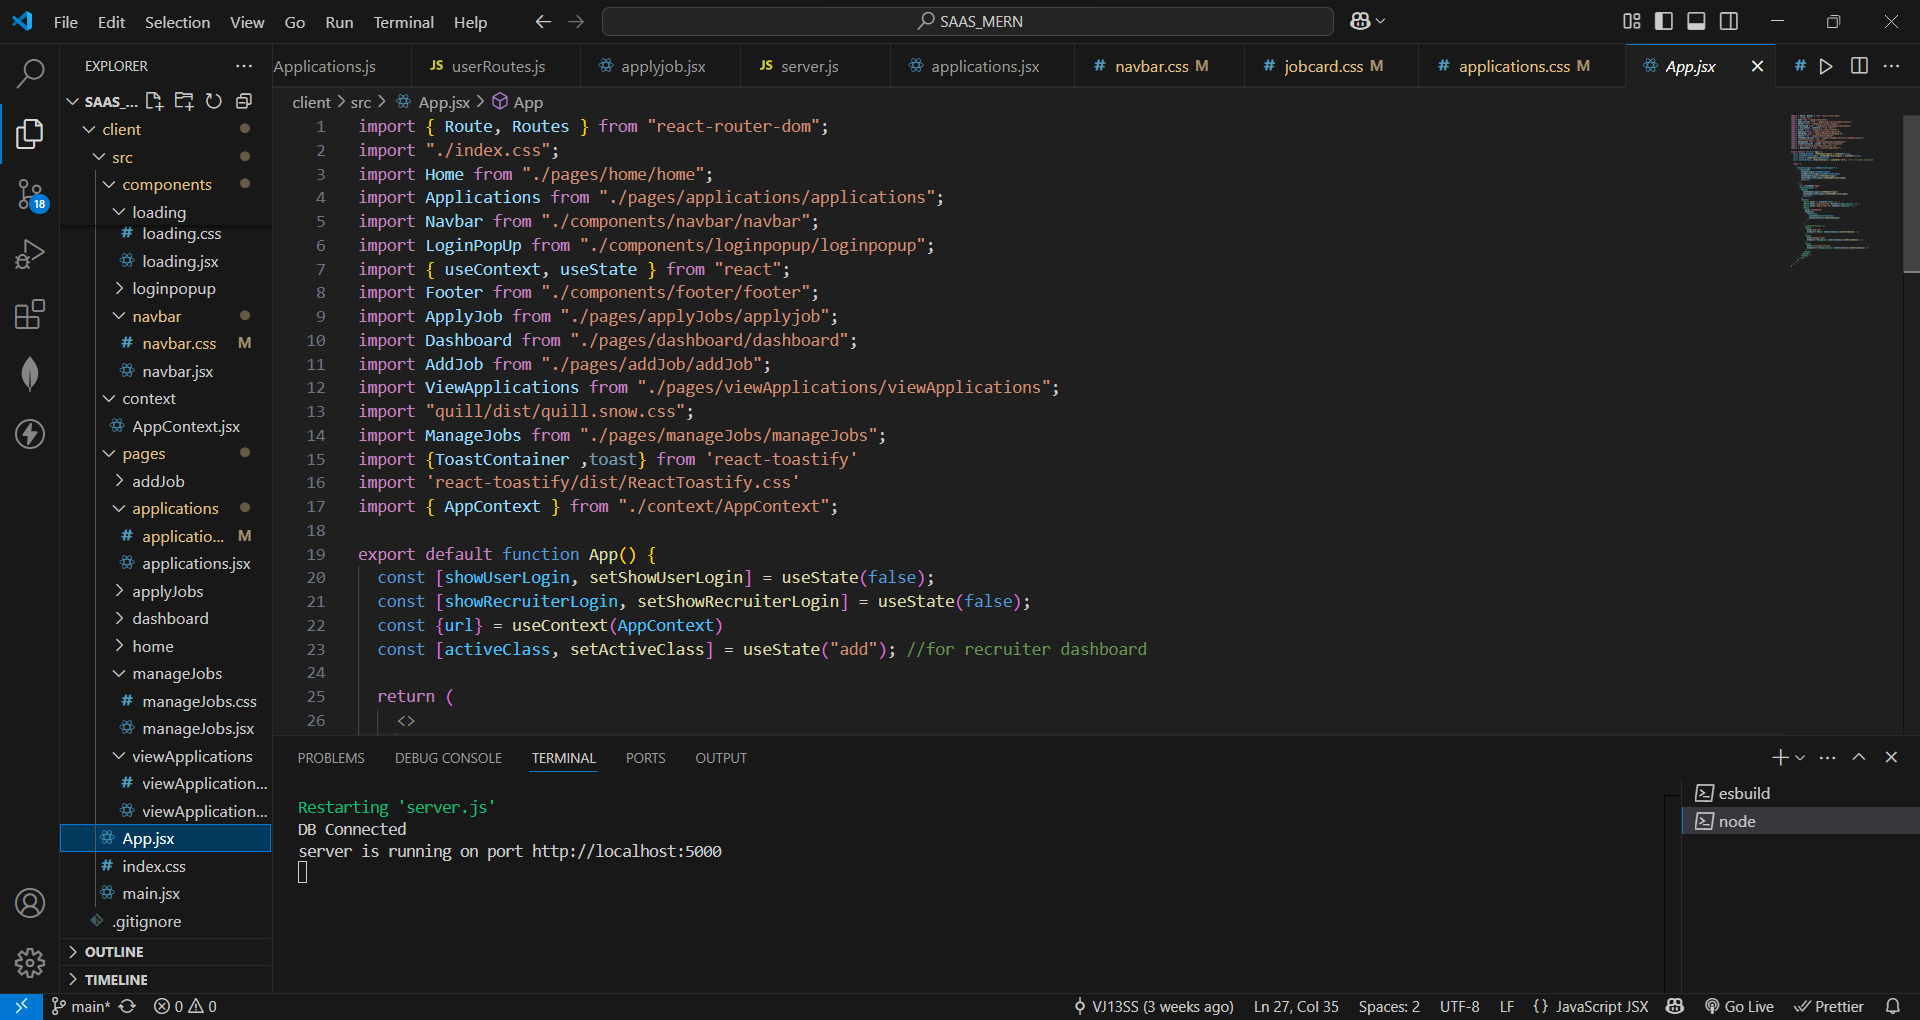 File Edit Selection View Go Run Terminal Help
SAAS_MERN
EXPLORER
SAAS_...
client
src
components
loading
loading.css
loading.jsx
loginpopup
navbar
navbar.css M
navbar.jsx
context
AppContext.jsx
pages
addJob
applications
applicatio... M
applications.jsx
applyJobs
dashboard
home
manageJobs
manageJobs.css
manageJobs.jsx
viewApplications
viewApplication...
viewApplication...
App.jsx
index.css
main.jsx
.gitignore
OUTLINE
TIMELINE
18
Applications.js JS userRoutes.js applyjob.jsx JS server.js applications.jsx # navbar.css M # jobcard.css M # applications.css M App.jsx
client > src > App.jsx > App
1 import { Route, Routes } from "react-router-dom";
2 import "./index.css";
3 import Home from "./pages/home/home";
4 import Applications from "./pages/applications/applications";
5 import Navbar from "./components/navbar/navbar";
6 import LoginPopUp from "./components/loginpopup/loginpopup";
7 import { useContext, useState } from "react";
8 import Footer from "./components/footer/footer";
9 import ApplyJob from "./pages/applyJobs/applyjob";
10 import Dashboard from "./pages/dashboard/dashboard";
11 import AddJob from "./pages/addJob/addJob";
12 import ViewApplications from "./pages/viewApplications/viewApplications";
13 import "quill/dist/quill.snow.css";
14 import ManageJobs from "./pages/manageJobs/manageJobs";
15 import {ToastContainer ,toast} from 'react-toastify'
16 import 'react-toastify/dist/ReactToastify.css'
17 import { AppContext } from "./context/AppContext";
18
19 export default function App() {
20 const [showUserLogin, setShowUserLogin] = useState(false);
21 const [showRecruiterLogin, setShowRecruiterLogin] = useState(false);
22 const {url} = useContext(AppContext)
23 const [activeClass, setActiveClass] = useState("add"); //for recruiter dashboard
24
25 return (
26 <>
PROBLEMS DEBUG CONSOLE TERMINAL PORTS OUTPUT
Restarting 'server.js'
DB Connected
server is running on port http://localhost:5000
esbuild
node
main* 0 0 VJ13SS (3 weeks ago) Ln 27, Col 35 Spaces: 2 UTF-8 LF {} JavaScript JSX Go Live Prettier